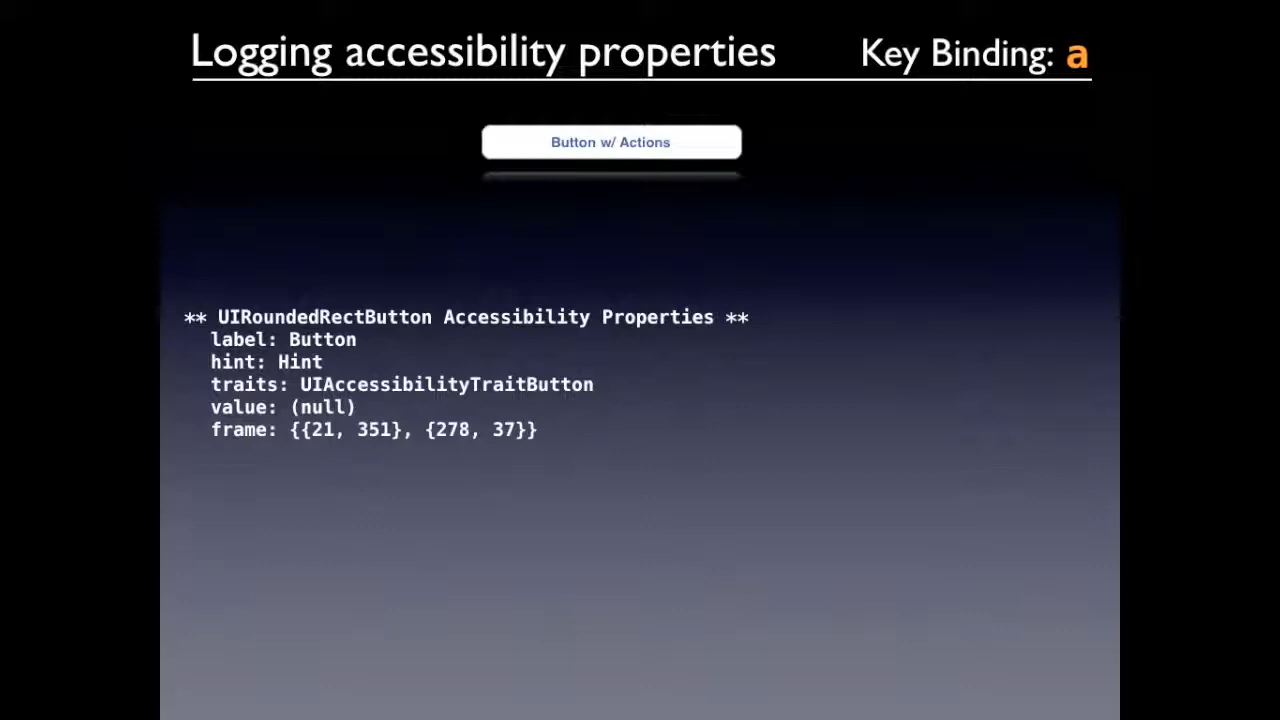 Logging accessibility properties
Key Binding: a
Button w/ Actions
** UIRoundedRectButton Accessibility Properties **
label: Button
hint: Hint
traits: UIAccessibilityTraitButton
value: (null)
frame: {{21, 351}, {278, 37}}